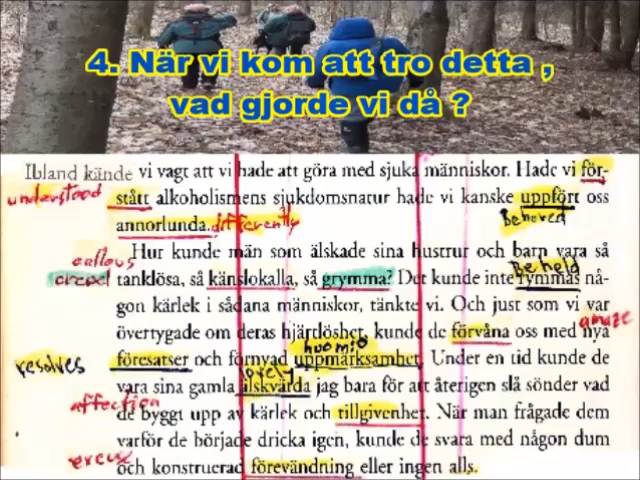 4. När vi kom att tro detta ,
vad gjorde vi då ?
Ibland kände vi vagt att vi hade att göra med sjuka människor. Hade vi för-
understood stått alkoholismens sjukdomsnatur hade vi kanske uppfört oss
annorlunda. differently Behaved
Hur kunde män som älskade sina hustrur och barn vara så
callous Be held
cruel tanklösa, så känslokalla, så grymma? Det kunde inte rymmas nå-
gon kärlek i sådana människor, tänkte vi. Och just som vi var
amaze
övertygade om deras hjärtlöshet, kunde de förvåna oss med nya
resolves föresatser och förnyad uppmärksamhet. Under en tid kunde de
lovely
vara sina gamla älskvärda jag bara för att återigen slå sönder vad
affection
de byggt upp av kärlek och tillgivenhet. När man frågade dem
varför de började dricka igen, kunde de svara med någon dum
excuse
och konstruerad förevändning eller ingen alls.